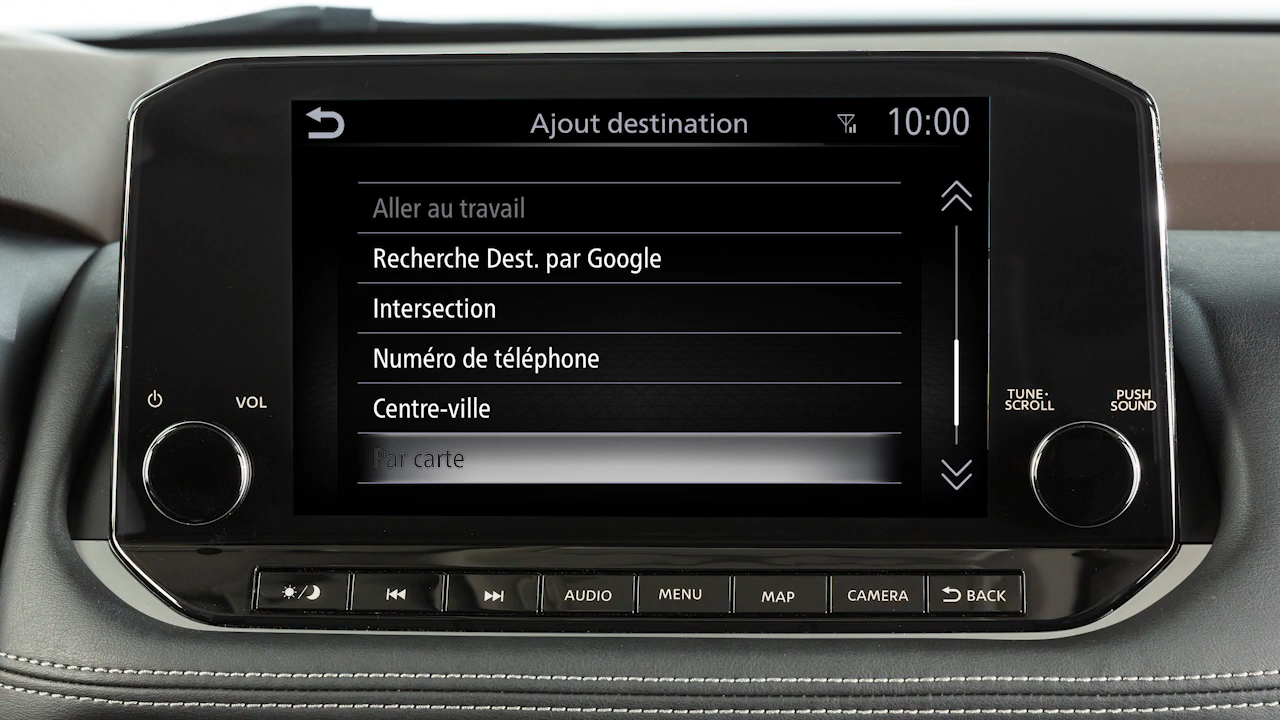 Ajout destination
10:00
Aller au travail
Recherche Dest. par Google
Intersection
Numéro de téléphone
Centre-ville
Par carte
VOL
TUNE·
SCROLL
PUSH
SOUND
AUDIO
MENU
MAP
CAMERA
BACK